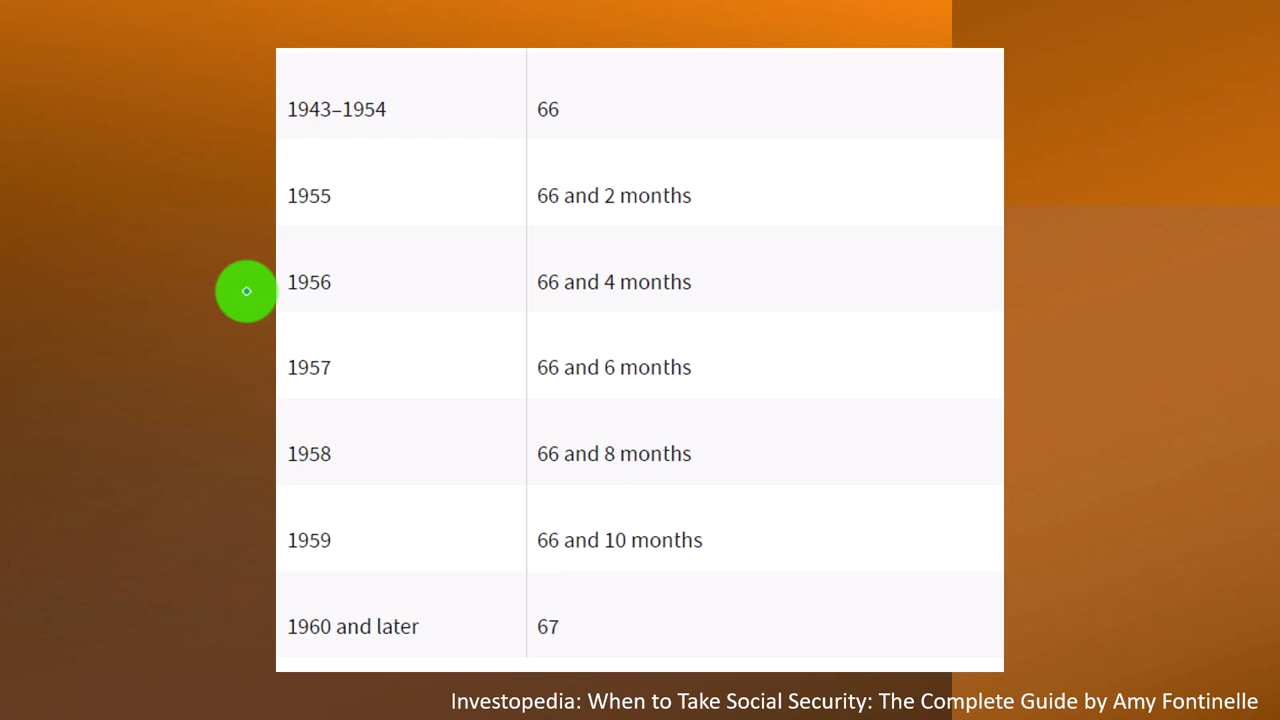 1943–1954 66
1955 66 and 2 months
1956 66 and 4 months
1957 66 and 6 months
1958 66 and 8 months
1959 66 and 10 months
1960 and later 67
Investopedia: When to Take Social Security: The Complete Guide by Amy Fontinelle